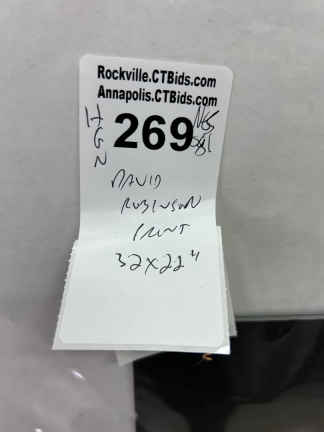 Rockville.CTBids.com
Annapolis.CTBids.com
269
DAVID
ROBINSON
PRINT
32x22"